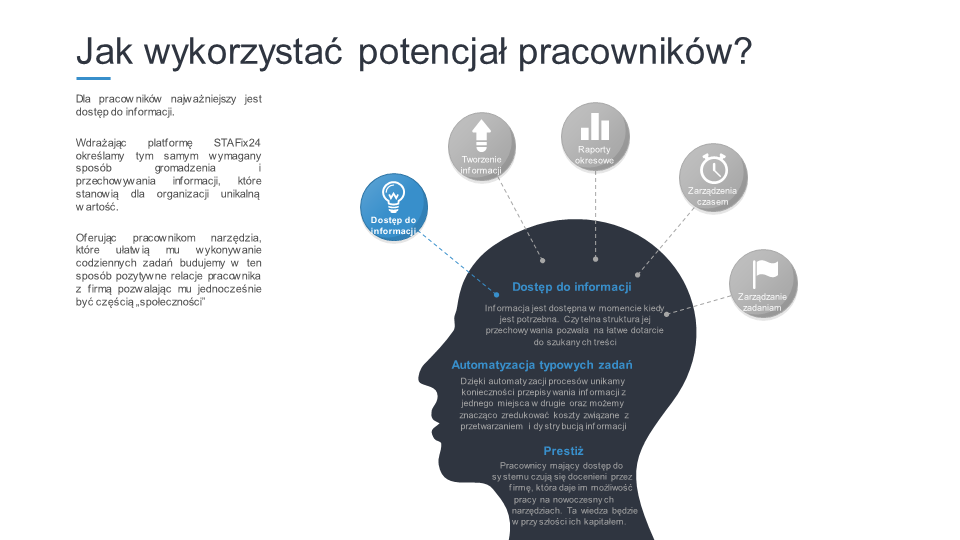 Jak wykorzystać potencjał pracowników?
Dla pracowników najważniejszy jest
dostęp do informacji.
Wdrażając platformę STAFix24
określamy tym samym wymagany
sposób gromadzenia i
przechowywania informacji, które
stanowią dla organizacji unikalną
wartość.
Oferując pracownikom narzędzia,
które ułatwią mu wykonywanie
codziennych zadań budujemy w ten
sposób pozytywne relacje pracownika
z firmą pozwalając mu jednocześnie
być częścią „społeczności”
Dostęp do
informacji
Tworzenie
informacji
Raporty
okresowe
Zarządzenia
czasem
Zarządzanie
zadaniam
Dostęp do informacji
Informacja jest dostępna w momencie kiedy
jest potrzebna. Czytelna struktura jej
przechowywania pozwala na łatwe dotarcie
do szukanych treści
Automatyzacja typowych zadań
Dzięki automatyzacji procesów unikamy
konieczności przepisywania informacji z
jednego miejsca w drugie oraz możemy
znacząco zredukować koszty związane z
przetwarzaniem i dystrybucją informacji
Prestiż
Pracownicy mający dostęp do
systemu czują się docenieni przez
firmę, która daje im możliwość
pracy na nowoczesnych
narzędziach. Ta wiedza będzie
w przyszłości ich kapitałem.